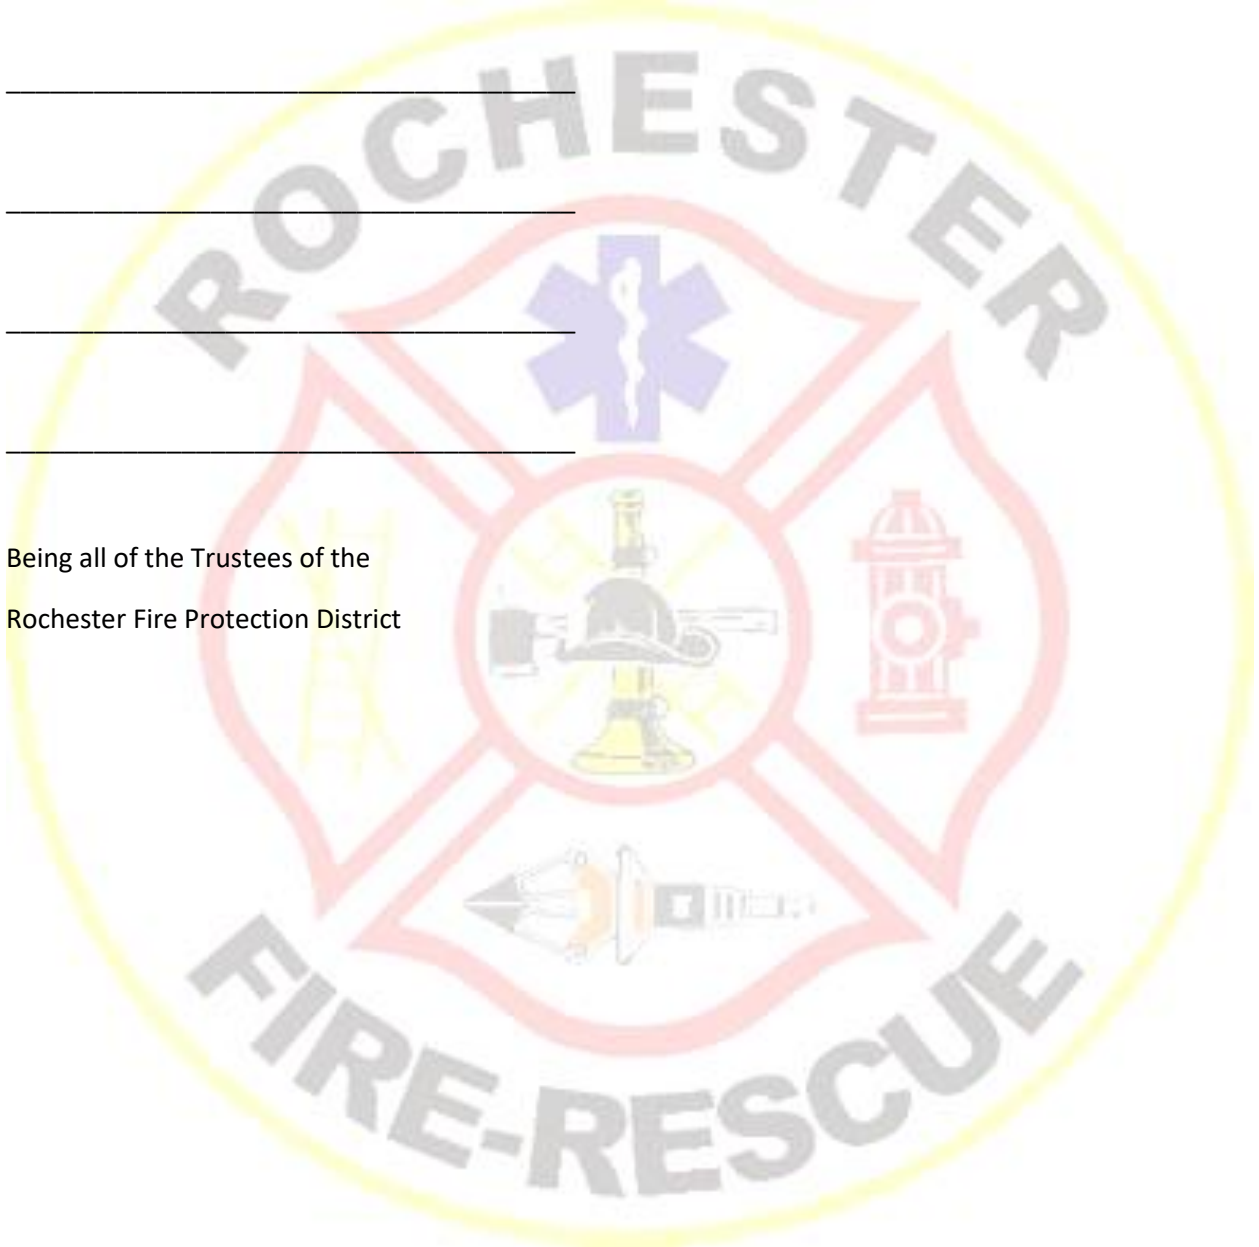 ROCHESTER
Being all of the Trustees of the
Rochester Fire Protection District
FIRE-RESCUE